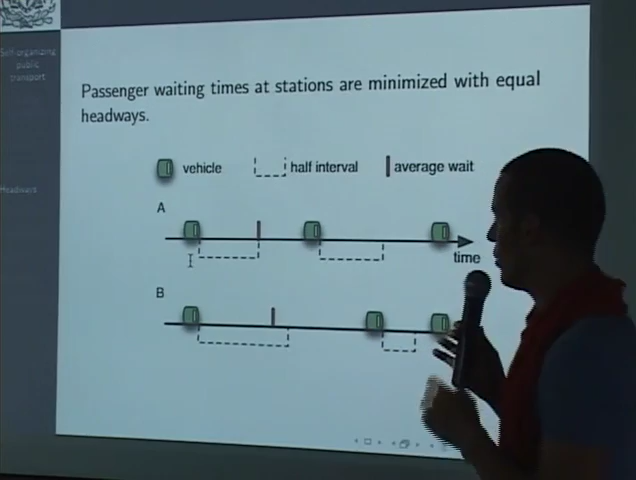 Self-organizing
public
transport
Headways
Passenger waiting times at stations are minimized with equal
headways.
vehicle half interval average wait
A
time
B